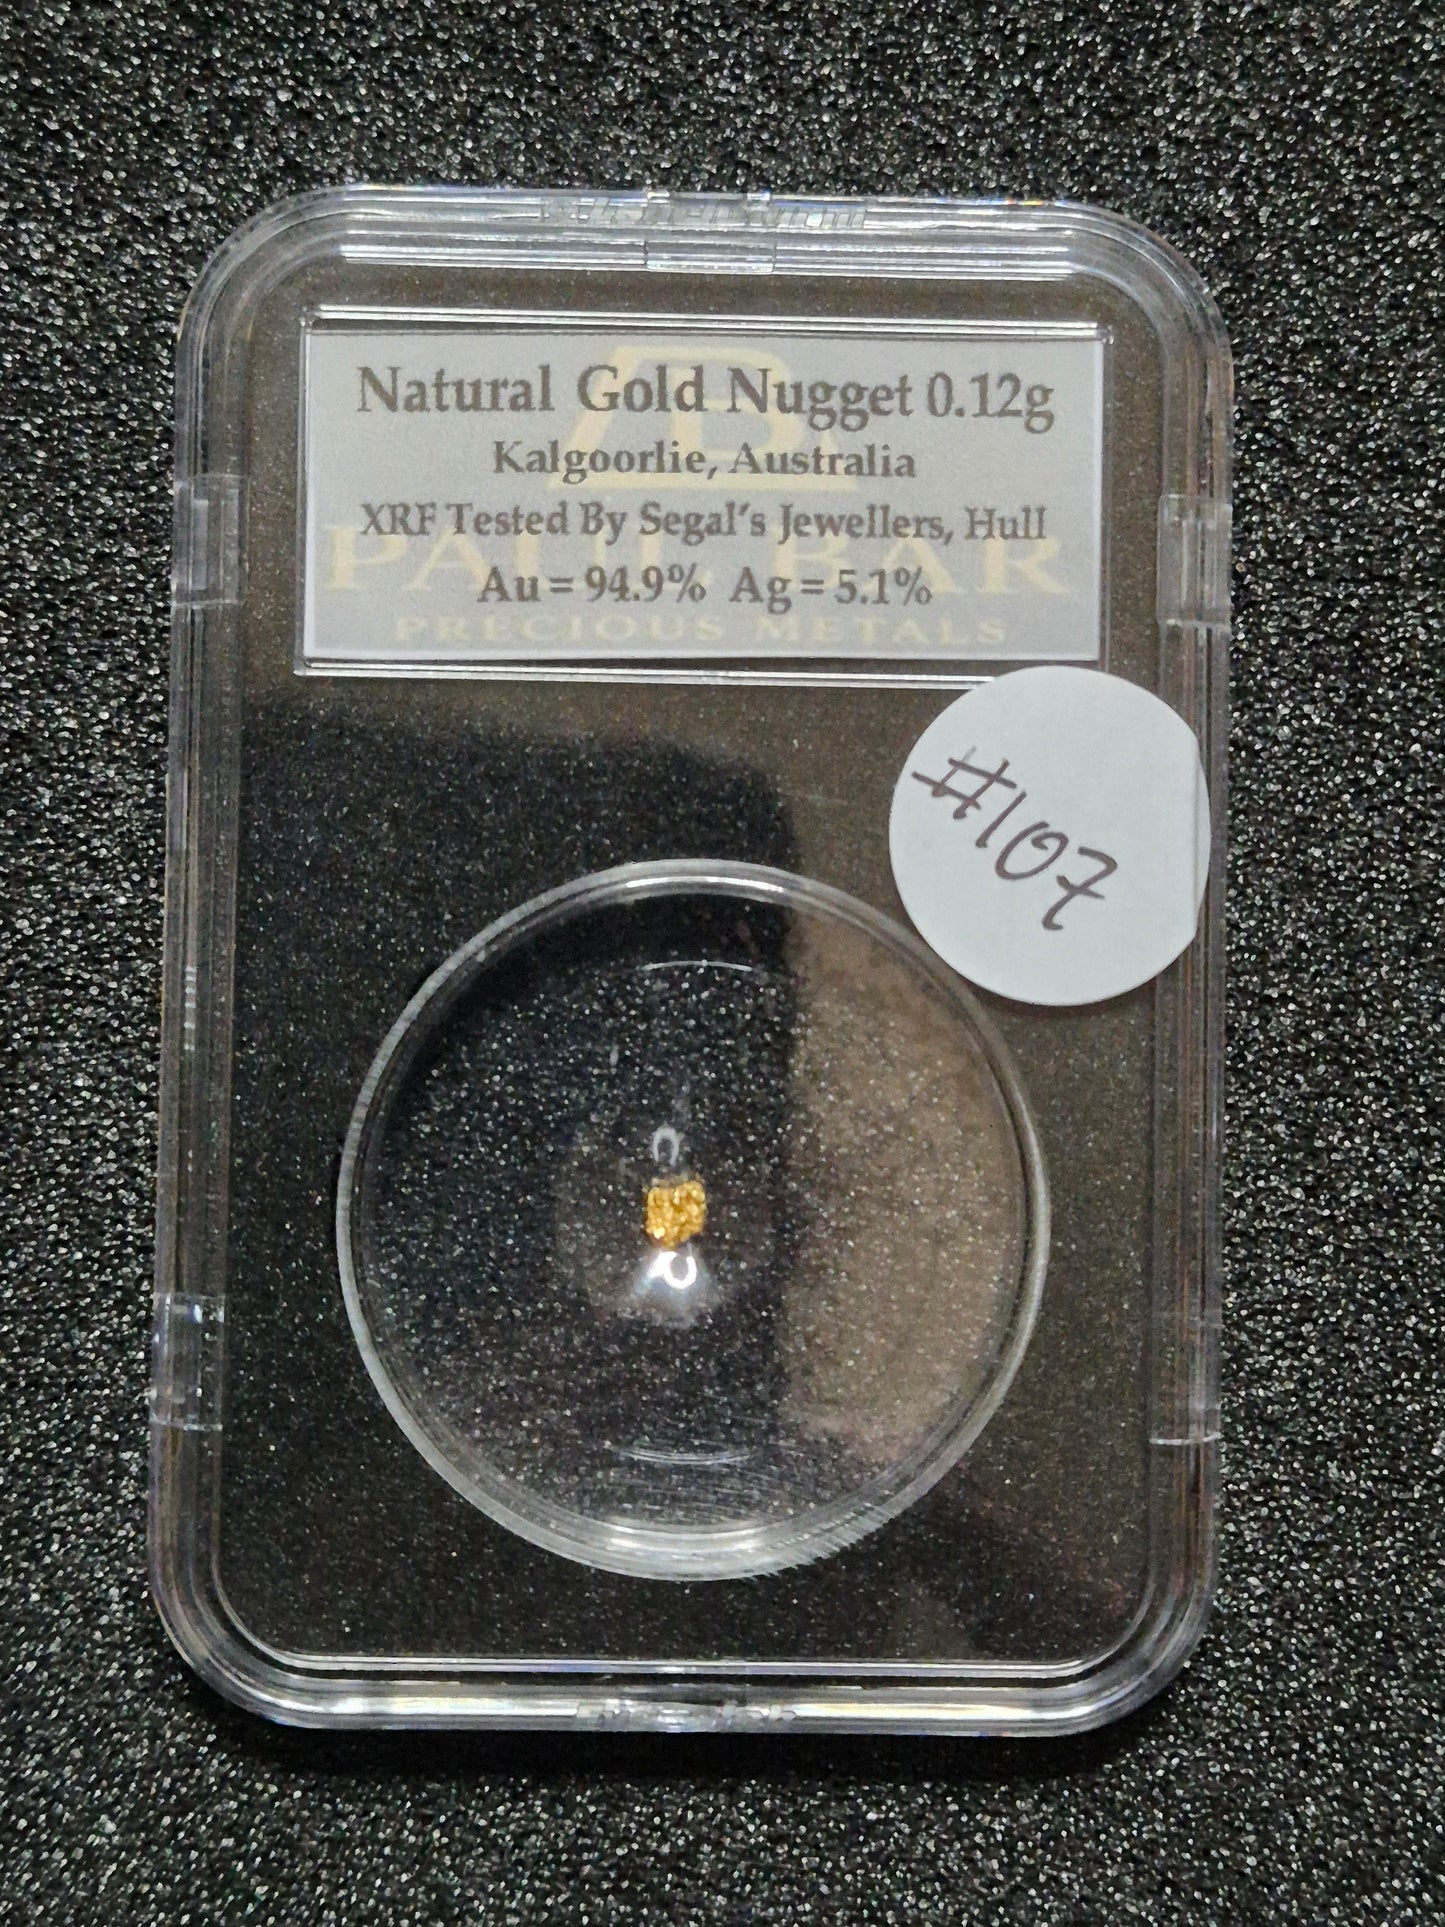 Natural Gold Nugget 0.12g
Kalgoorlie, Australia
XRF Tested By Segal's Jewellers, Hull
PAUL BAR
Au = 94.9% Ag = 5.1%
PRECIOUS METALS
#107